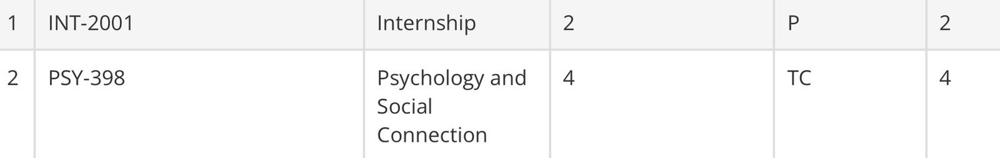 1 INT-2001 Internship 2 P 2
2 PSY-398 Psychology and 4 TC 4
Social
Connection